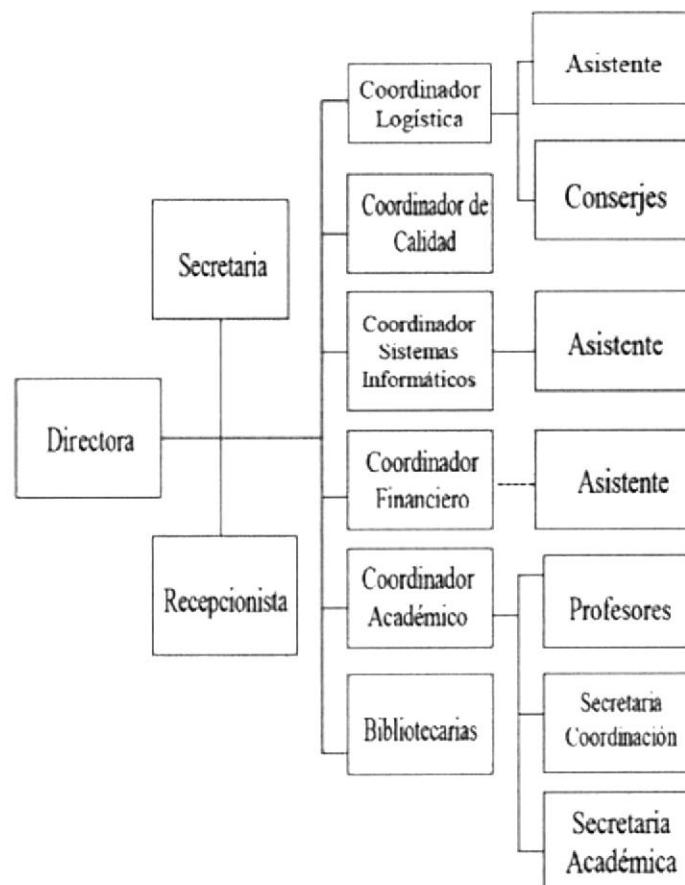 Asistente
Coordinador
Logística
Conserjes
Coordinador de
Calidad
Secretaria
Coordinador
Sistemas
Informáticos
Asistente
Directora
Coordinador
Financiero
Asistente
Recepcionista
Coordinador
Académico
Profesores
Bibliotecarias
Secretaria
Coordinación
Secretaria
Académica